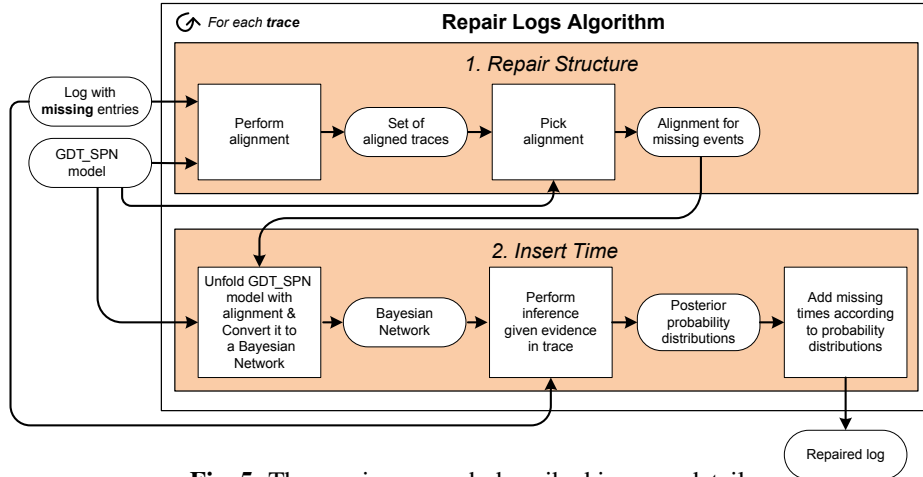 For each trace
Repair Logs Algorithm
1. Repair Structure
Log with
missing entries
Perform
alignment
Set of
aligned traces
Pick
alignment
Alignment for
missing events
GDT_SPN
model
2. Insert Time
Unfold GDT_SPN
model with
alignment &
Convert it to
a Bayesian
Network
Bayesian
Network
Perform
inference
given evidence
in trace
Posterior
probability
distributions
Add missing
times according
to probability
distributions
Repaired log